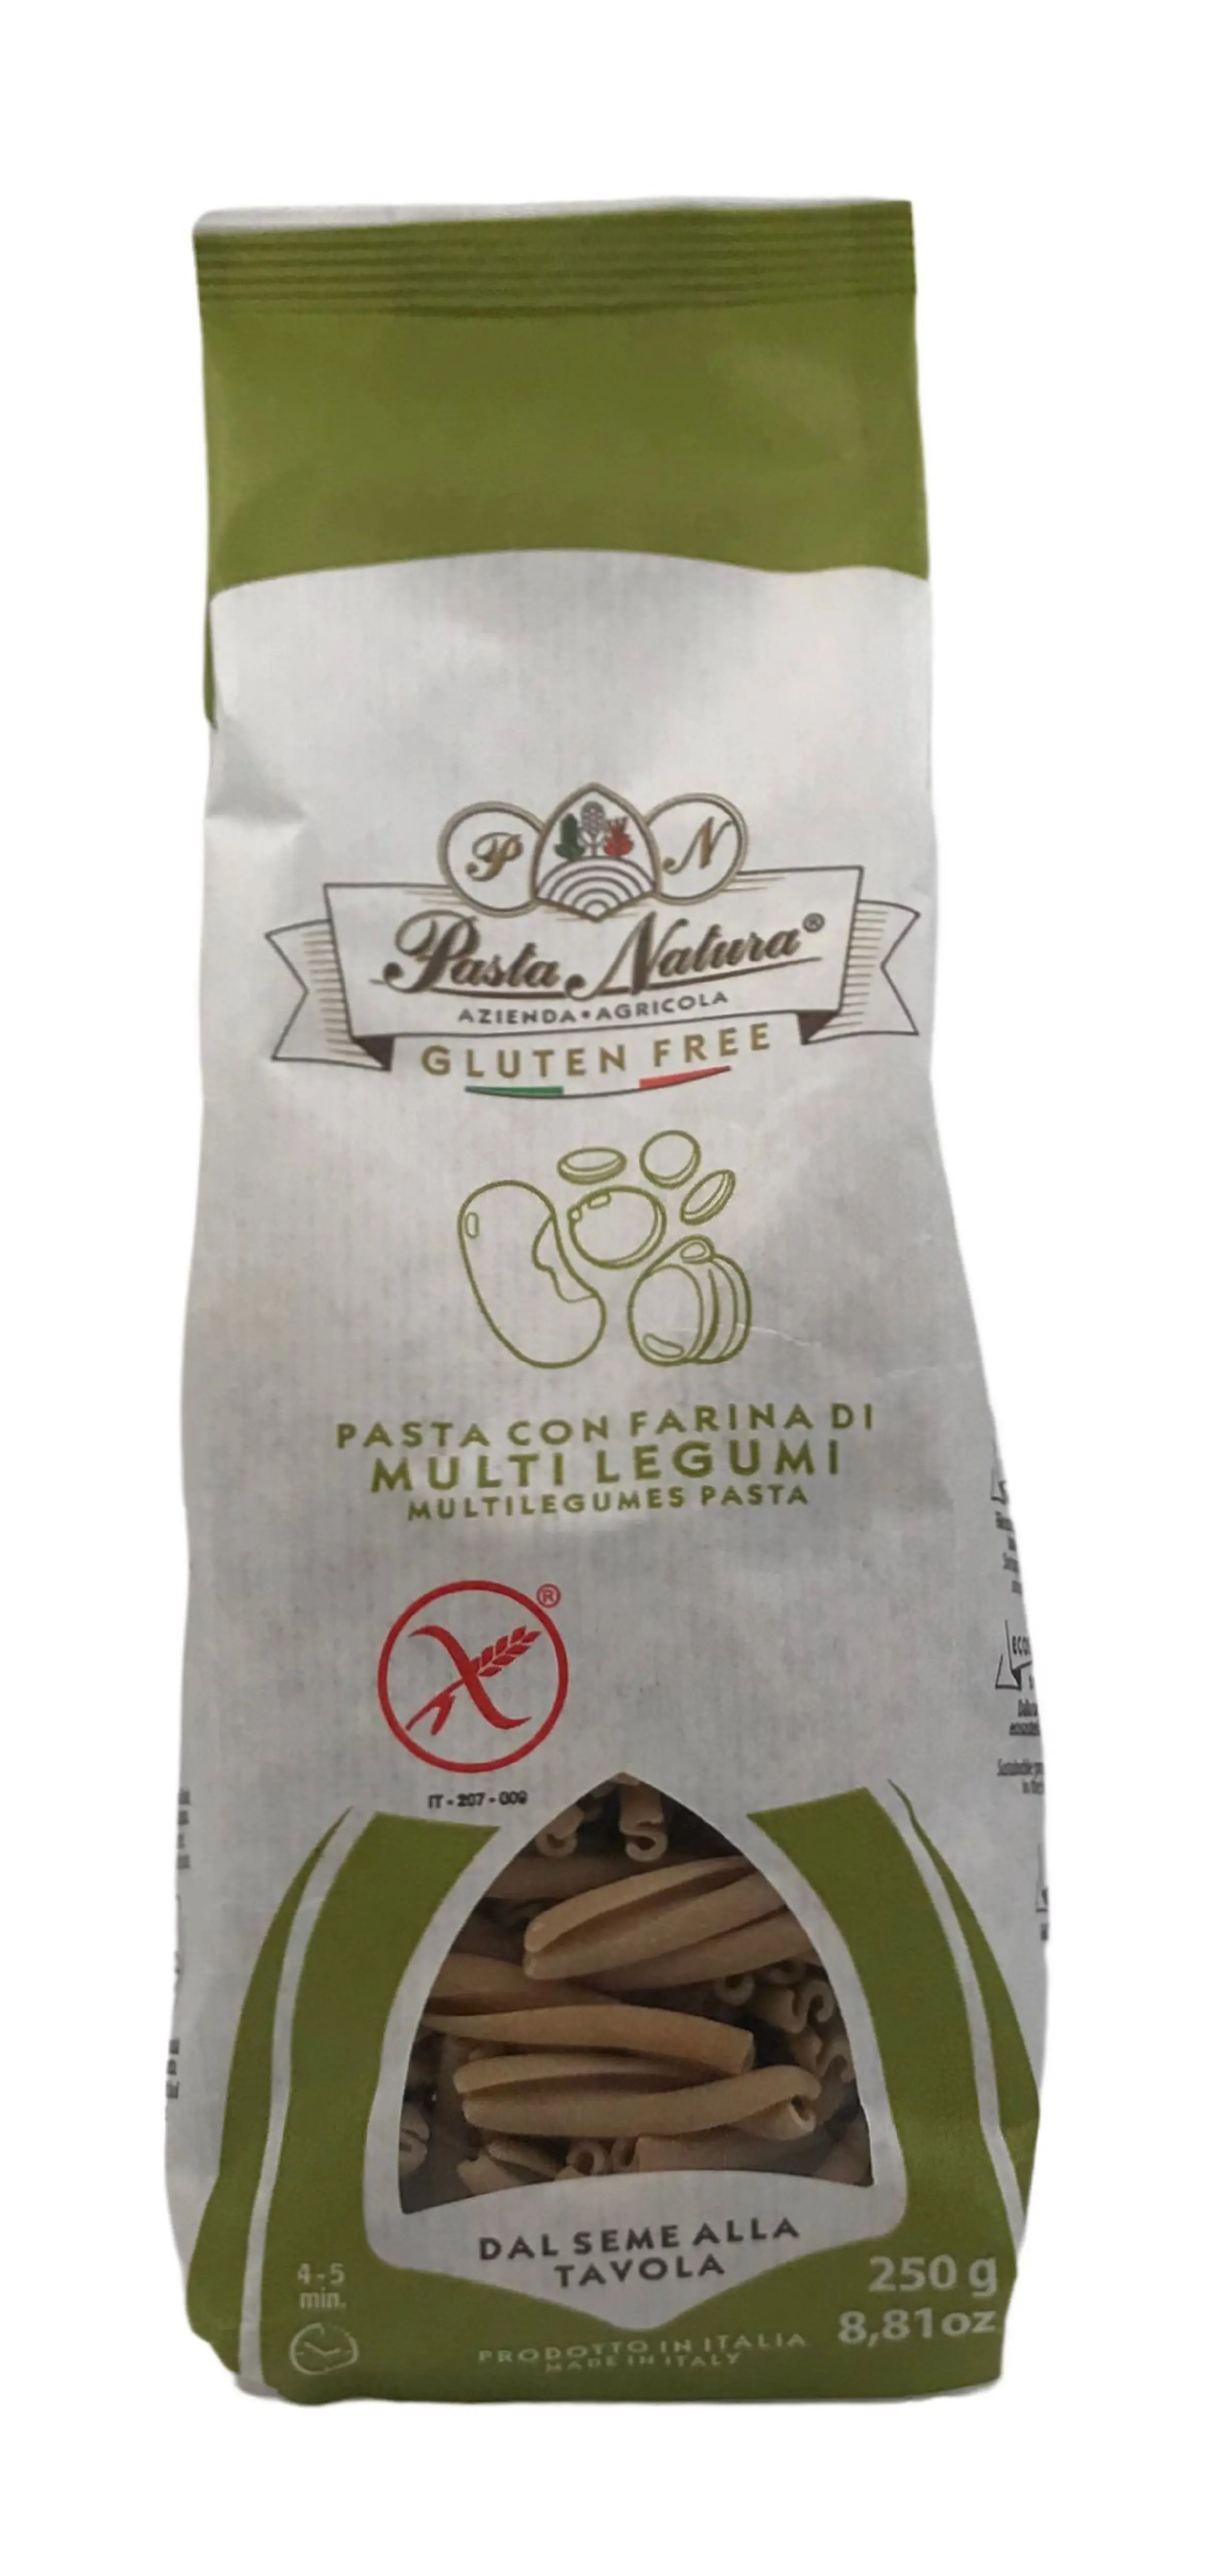 P N
Pasta Natura®
AZIENDA • AGRICOLA
GLUTEN FREE
PASTA CON FARINA DI
MULTI LEGUMI
MULTILEGUMES PASTA
®
IT - 207 - 009
DAL SEME ALLA
TAVOLA
4-5
min.
250 g
8,81oz
PRODOTTO IN ITALIA
MADE IN ITALY